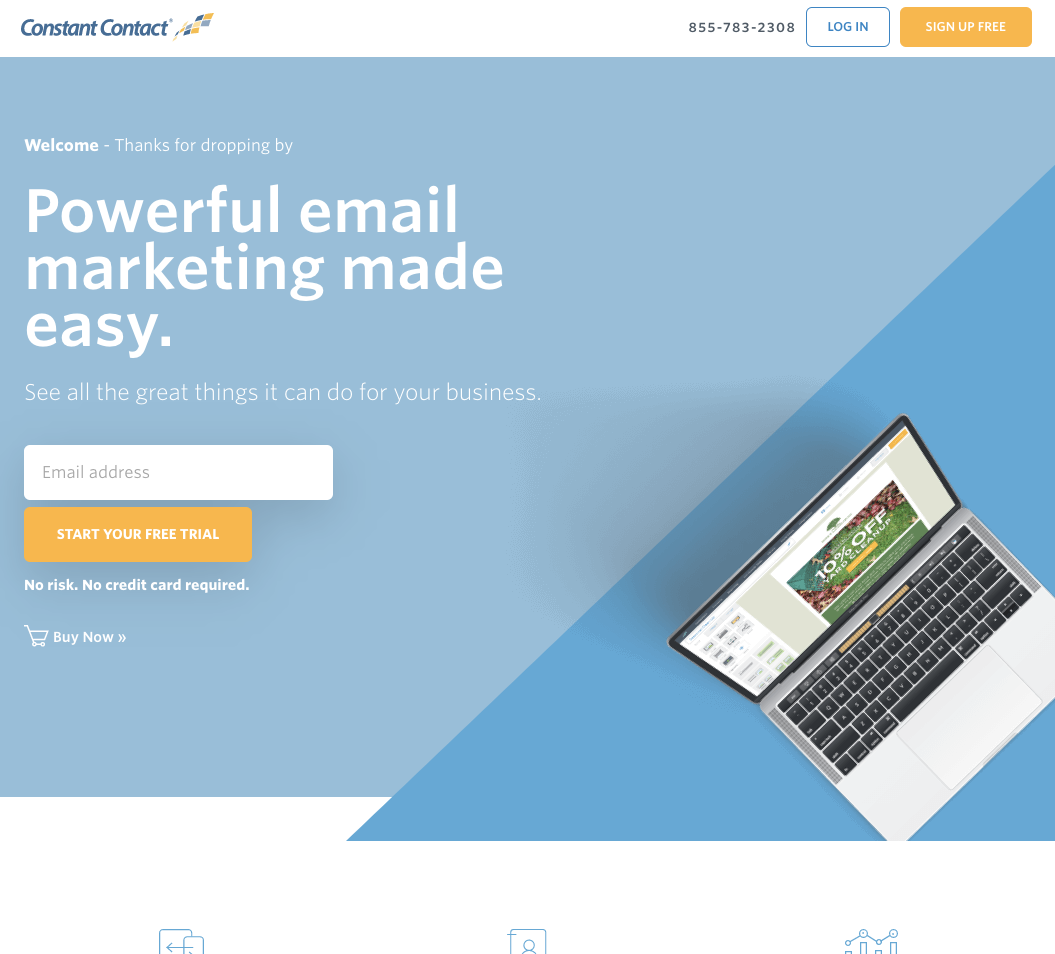 Constant Contact®
855-783-2308
LOG IN
SIGN UP FREE
Welcome - Thanks for dropping by
Powerful email
marketing made
easy.
See all the great things it can do for your business.
Email address
START YOUR FREE TRIAL
No risk. No credit card required.
Buy Now »
10% OFF
YARD CLEANUP